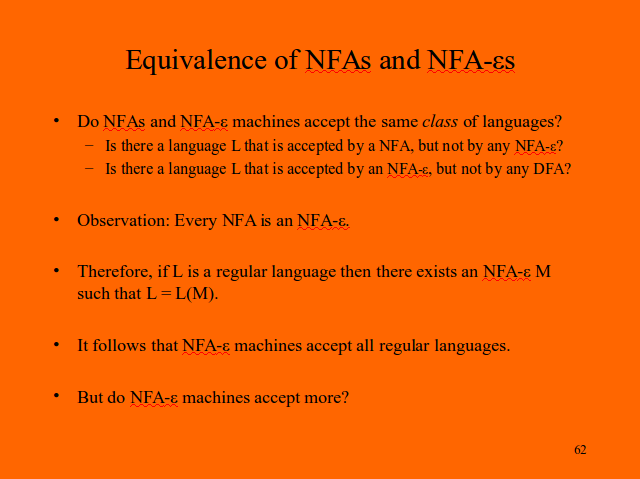 Equivalence of NFAs and NFA-εs
• Do NFAs and NFA-ε machines accept the same class of languages?
– Is there a language L that is accepted by a NFA, but not by any NFA-ε?
– Is there a language L that is accepted by an NFA-ε, but not by any DFA?
• Observation: Every NFA is an NFA-ε.
• Therefore, if L is a regular language then there exists an NFA-ε M
such that L = L(M).
• It follows that NFA-ε machines accept all regular languages.
• But do NFA-ε machines accept more?
62